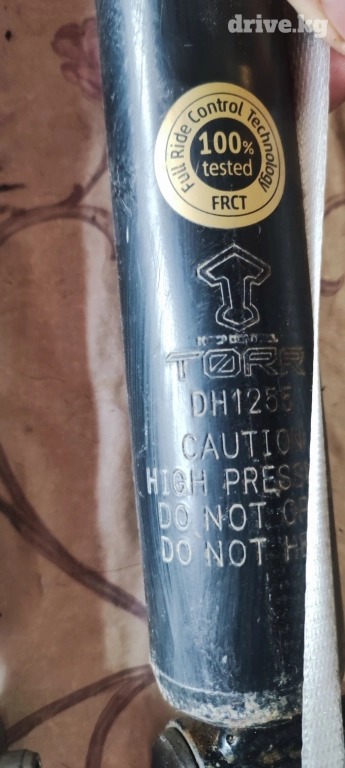 drive.kg
Full Ride Control Technology
100%
tested
FRCT
TORR
DH1255
CAUTION
HIGH PRESS
DO NOT
DO NOT